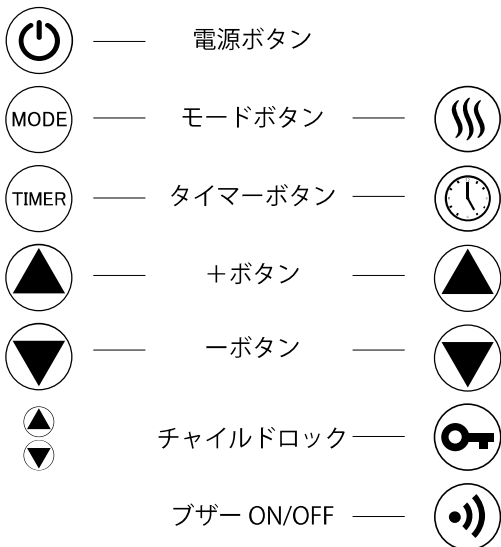 電源ボタン
MODE モードボタン
TIMER タイマーボタン
+ボタン
ーボタン
チャイルドロック
ブザー ON/OFF